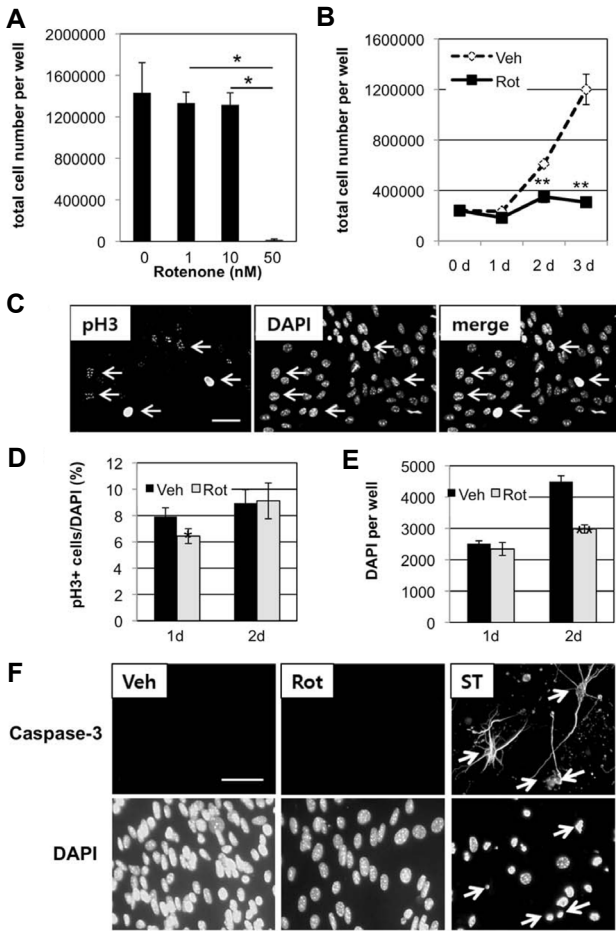 A
total cell number per well
2000000
1600000
1200000
800000
400000
0
*
*
0 1 10 50
Rotenone (nM)
B
total cell number per well
1600000
1200000
800000
400000
0
Veh
Rot
** **
0 d 1 d 2 d 3 d
C
pH3 DAPI merge
D
pH3+ cells/DAPI (%)
12
10
8
6
4
2
0
Veh Rot
*
1d 2d
E
DAPI per well
5000
4000
3000
2000
1000
0
Veh Rot
**
1d 2d
F
Veh Rot ST
Caspase-3
DAPI